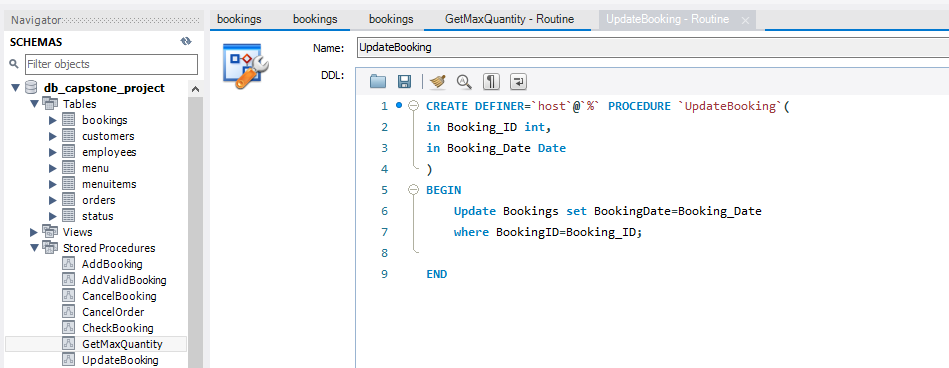 Navigator
SCHEMAS
Filter objects
db_capstone_project
Tables
bookings
customers
employees
menu
menuitems
orders
status
Views
Stored Procedures
AddBooking
AddValidBooking
CancelBooking
CancelOrder
CheckBooking
GetMaxQuantity
UpdateBooking
bookings bookings bookings GetMaxQuantity - Routine UpdateBooking - Routine
Name: UpdateBooking
DDL:
1 CREATE DEFINER=`host`@`%` PROCEDURE `UpdateBooking`(
2 in Booking_ID int,
3 in Booking_Date Date
4 )
5 BEGIN
6 Update Bookings set BookingDate=Booking_Date
7 where BookingID=Booking_ID;
8
9 END